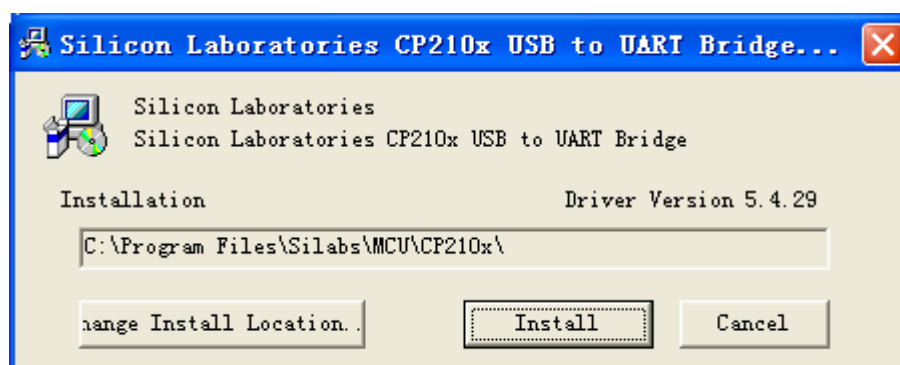 Silicon Laboratories CP210x USB to UART Bridge...
Silicon Laboratories
Silicon Laboratories CP210x USB to UART Bridge
Installation
Driver Version 5.4.29
C:\Program Files\Silabs\MCU\CP210x\
hange Install Location..
Install
Cancel